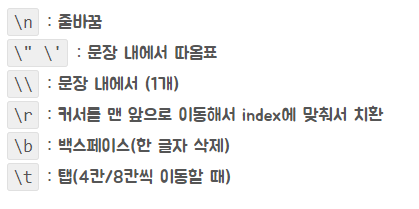 \n : 줄바꿈
\" \' : 문장 내에서 따옴표
\\ : 문장 내에서 (1개)
\r : 커서를 맨 앞으로 이동해서 index에 맞춰서 치환
\b : 백스페이스(한 글자 삭제)
\t : 탭(4칸/8칸씩 이동할 때)